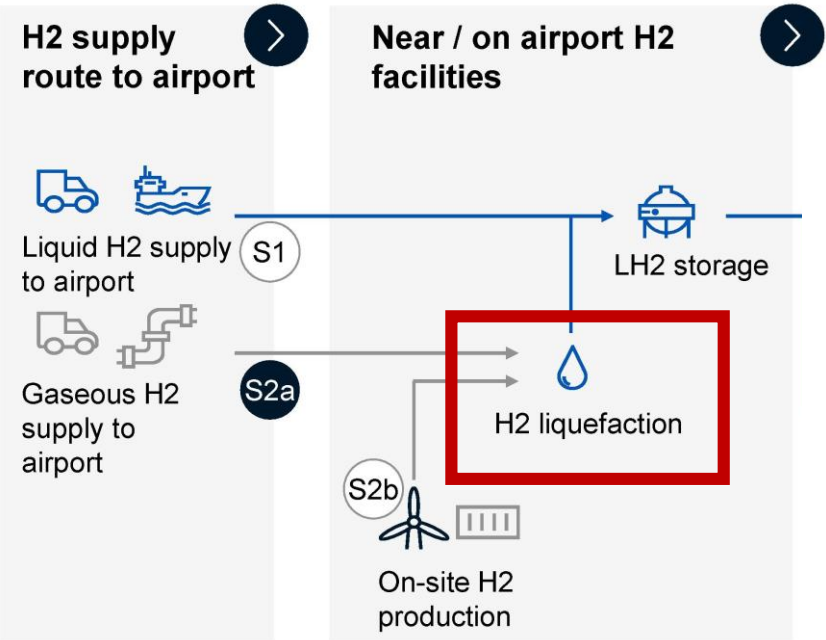 H2 supply
route to airport
Near / on airport H2
facilities
Liquid H2 supply
to airport
S1
LH2 storage
Gaseous H2
supply to
airport
S2a
H2 liquefaction
S2b
On-site H2
production